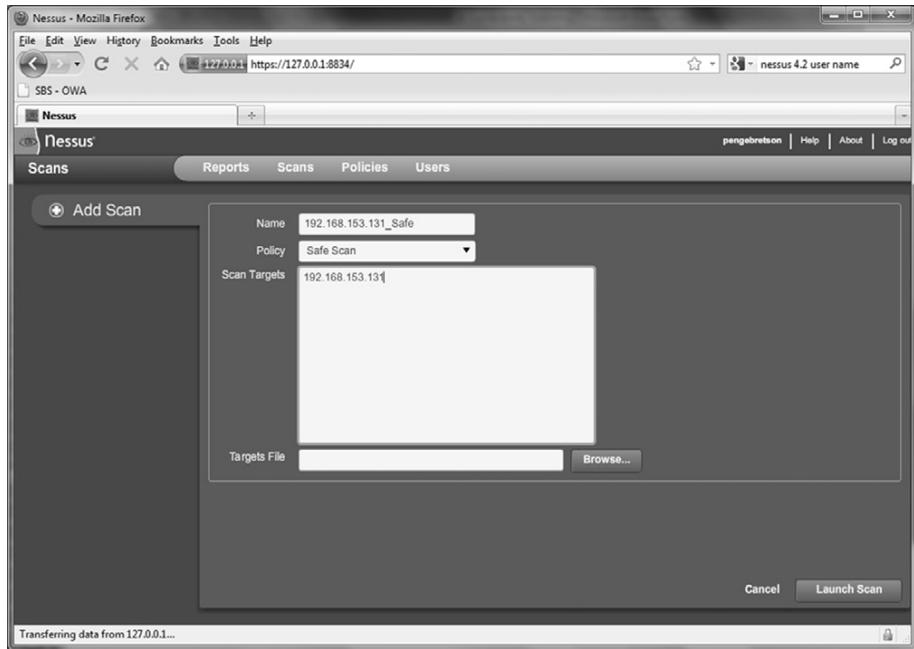 Nessus - Mozilla Firefox
File Edit View History Bookmarks Tools Help
127.0.0.1 https://127.0.0.1:8834/
nessus 4.2 user name
SBS - OWA
Nessus
Nessus
pengebretson | Help | About | Log out
Scans
Reports Scans Policies Users
Add Scan
Name 192.168.153.131_Safe
Policy Safe Scan
Scan Targets 192.168.153.131
Targets File Browse...
Cancel Launch Scan
Transferring data from 127.0.0.1...